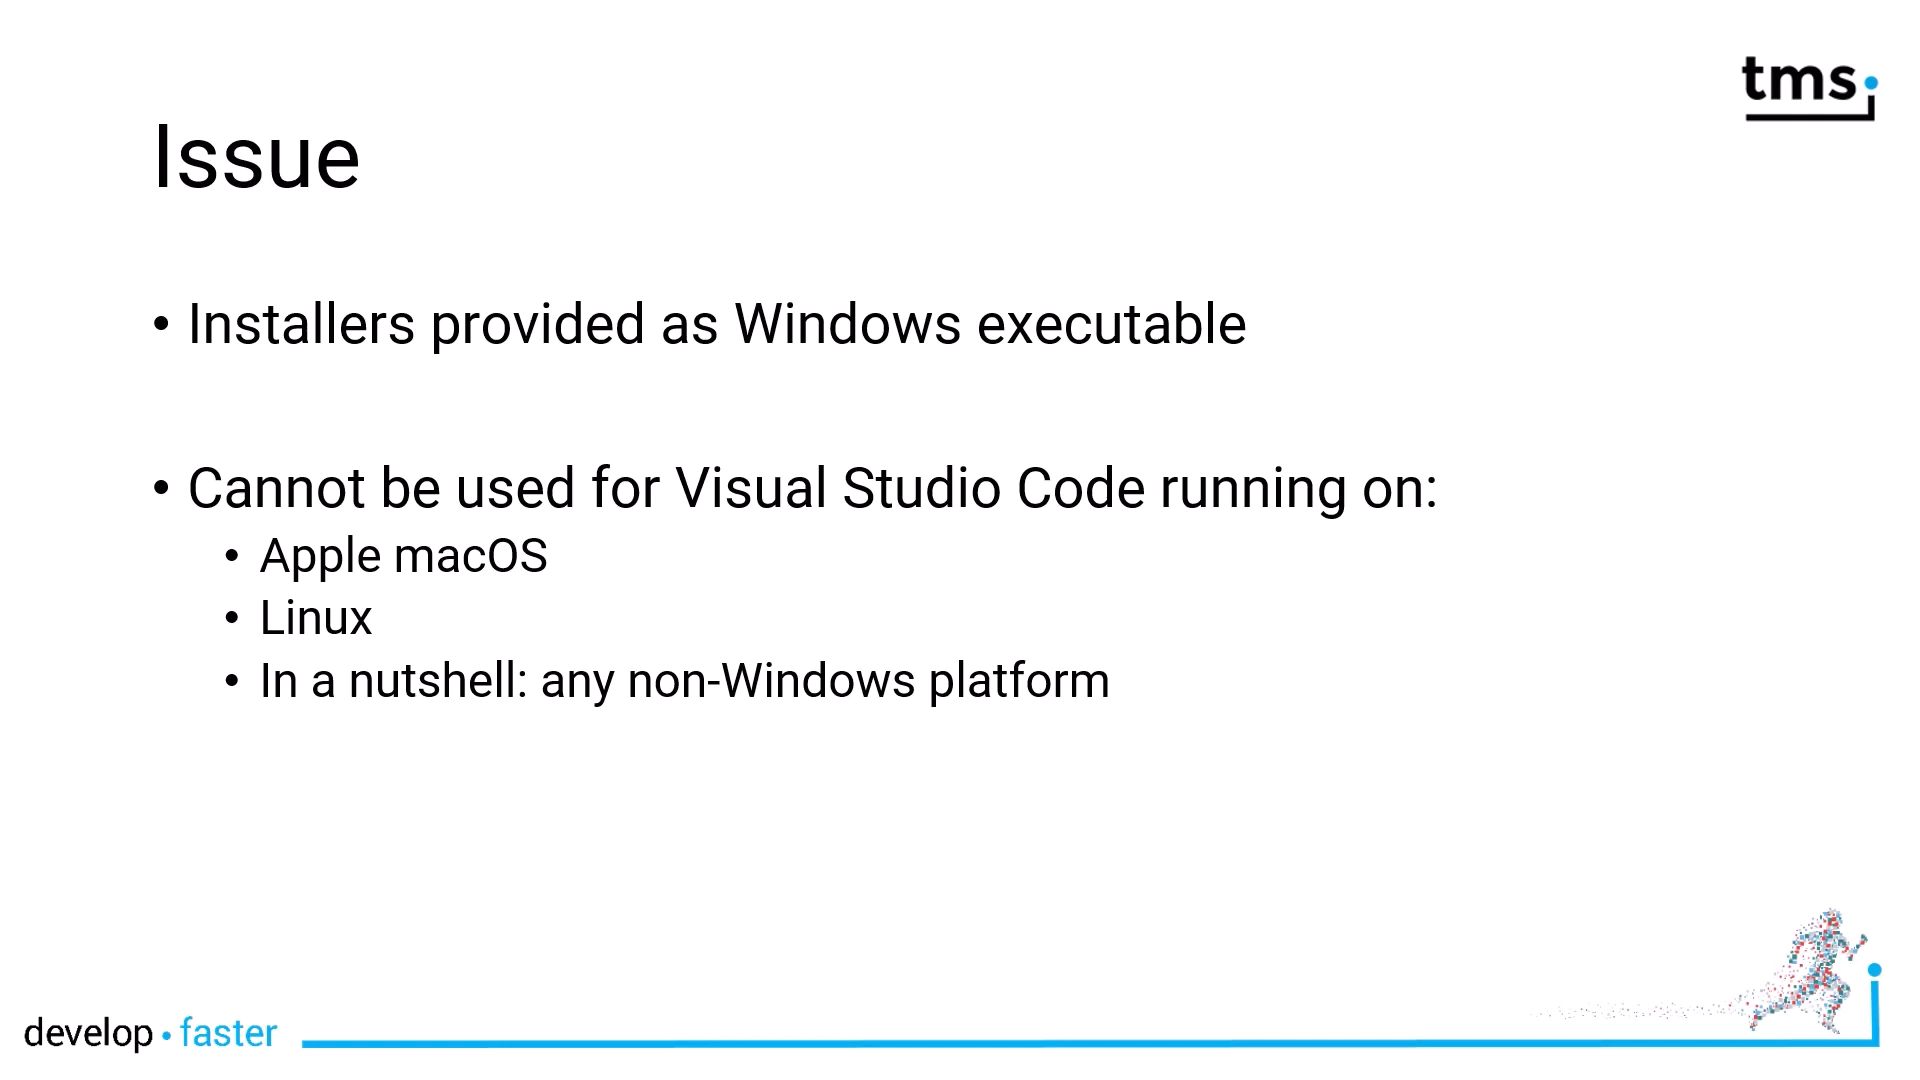 tms
Issue
• Installers provided as Windows executable
• Cannot be used for Visual Studio Code running on:
• Apple macOS
• Linux
• In a nutshell: any non-Windows platform
develop • faster